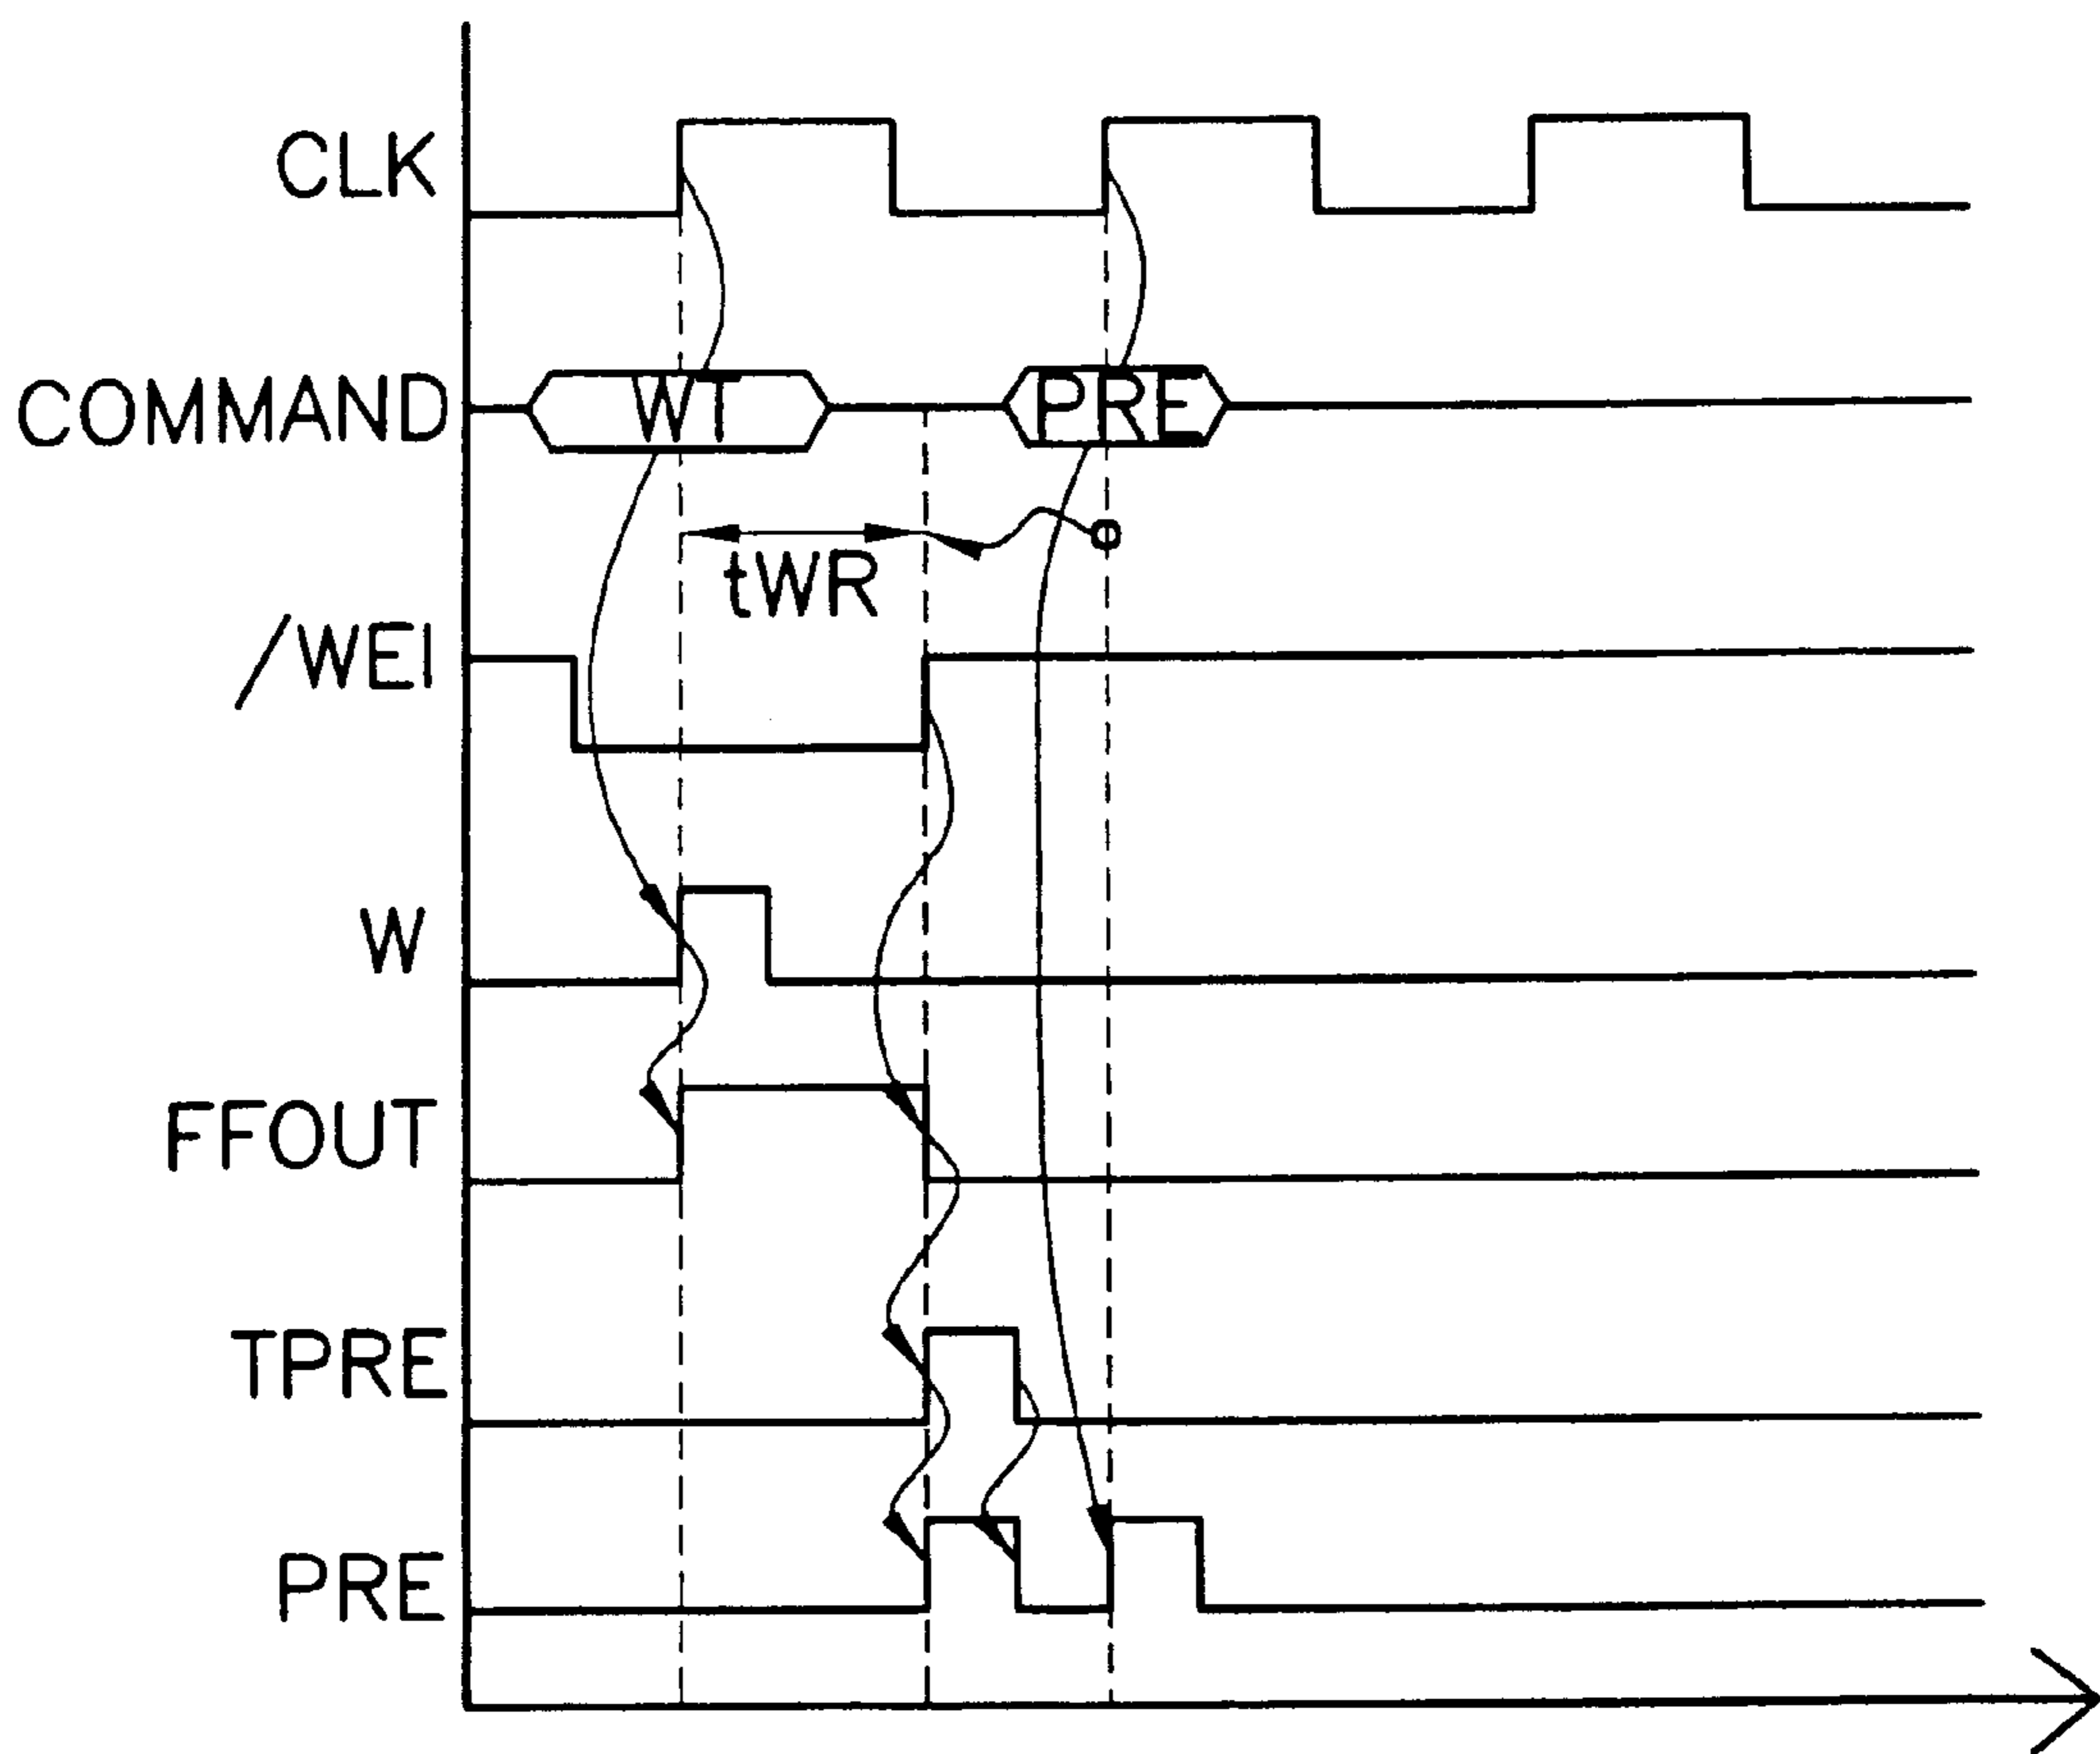 CLK
COMMAND WT PRE
tWR
/WEI
W
FFOUT
TPRE
PRE